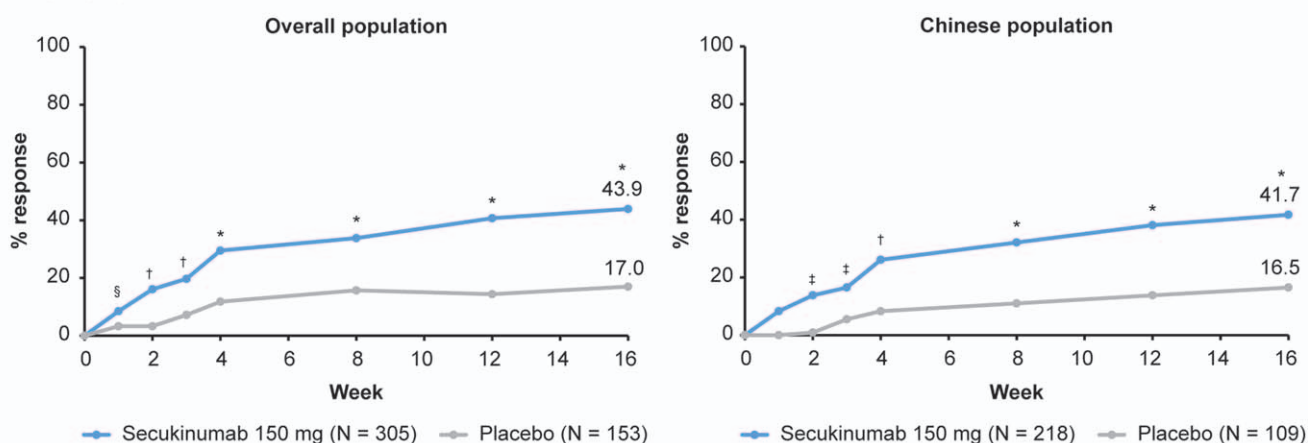 Overall population
100
80
60
40
20
0
% response
§
†
†
*
*
*
*
43.9
17.0
0 2 4 6 8 10 12 14 16
Week
Secukinumab 150 mg (N = 305) Placebo (N = 153)
Chinese population
100
80
60
40
20
0
% response
‡
‡
†
*
*
*
41.7
16.5
0 2 4 6 8 10 12 14 16
Week
Secukinumab 150 mg (N = 218) Placebo (N = 109)